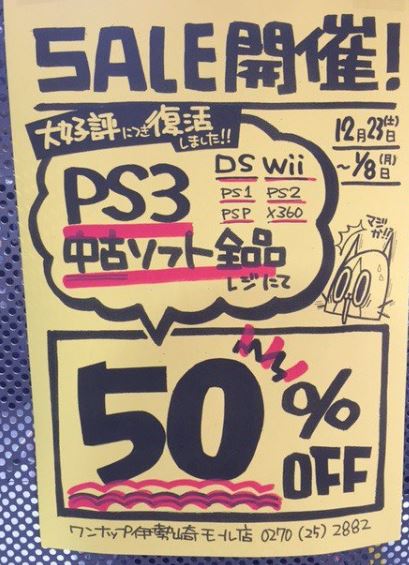 SALE開催!
大好評につき復活しました!!
12月23日(土)
~1/8日(月)
DS Wii
PS3
PS1 PS2
PSP X360
中古ソフト全品
レジにて
マジか!!
50%
OFF
ワンホップ伊勢崎モール店 0270(25)2882